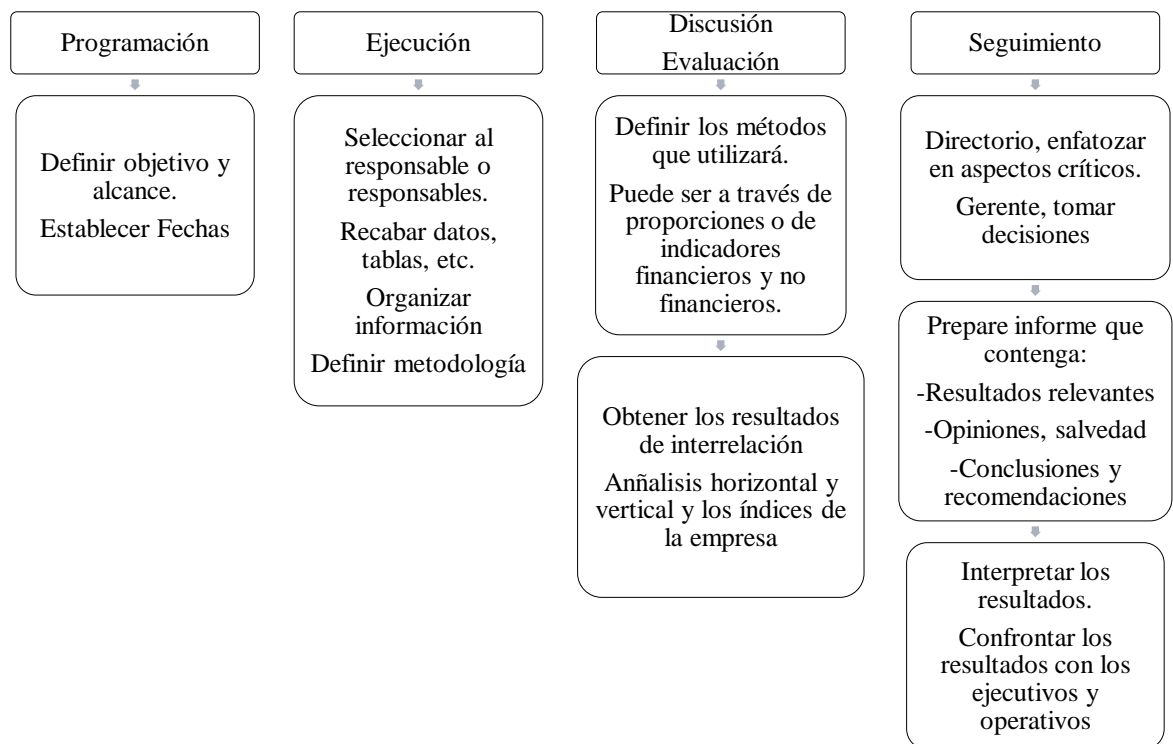 Programación
Definir objetivo y
alcance.
Establecer Fechas
Ejecución
Seleccionar al
responsable o
responsables.
Recabar datos,
tablas, etc.
Organizar
información
Definir metodología
Discusión
Evaluación
Definir los métodos
que utilizará.
Puede ser a través de
proporciones o de
indicadores
financieros y no
financieros.
Obtener los resultados
de interrelación
Anñalisis horizontal y
vertical y los índices de
la empresa
Seguimiento
Directorio, enfatozar
en aspectos críticos.
Gerente, tomar
decisiones
Prepare informe que
contenga:
-Resultados relevantes
-Opiniones, salvedad
-Conclusiones y
recomendaciones
Interpretar los
resultados.
Confrontar los
resultados con los
ejecutivos y
operativos